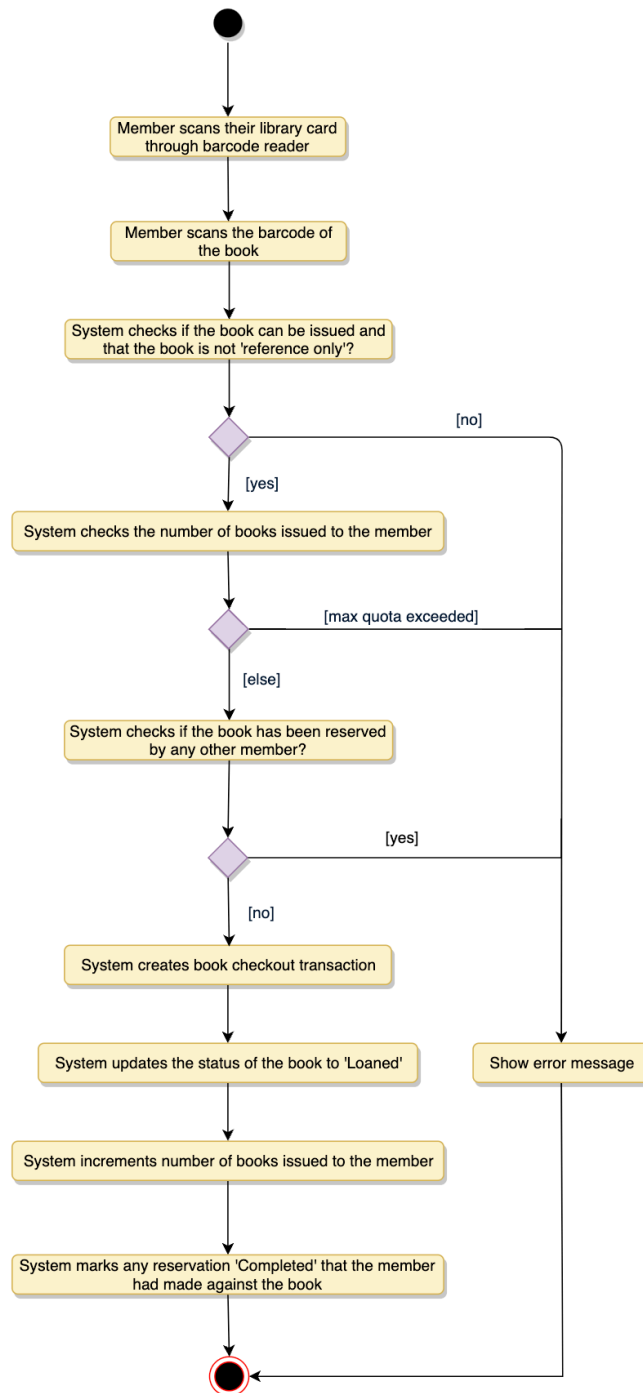 Member scans their library card
through barcode reader
Member scans the barcode of
the book
System checks if the book can be issued and
that the book is not 'reference only'?
[no]
[yes]
System checks the number of books issued to the member
[max quota exceeded]
[else]
System checks if the book has been reserved
by any other member?
[yes]
[no]
System creates book checkout transaction
System updates the status of the book to 'Loaned'
Show error message
System increments number of books issued to the member
System marks any reservation 'Completed' that the member
had made against the book